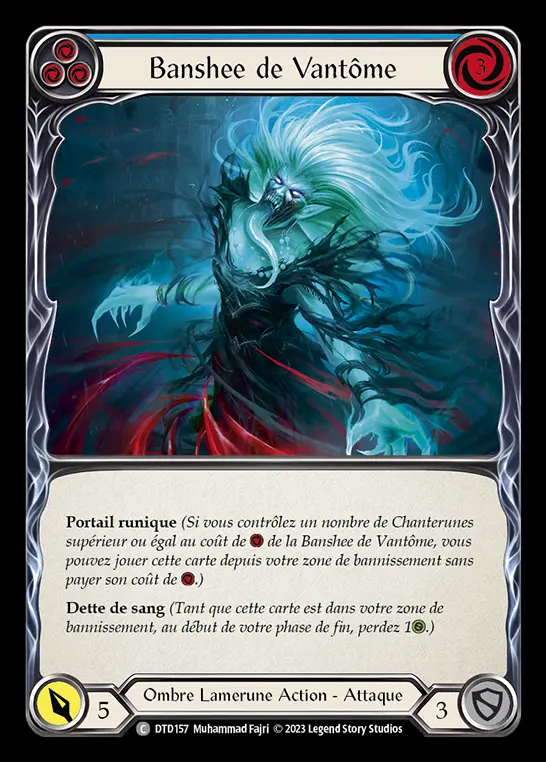 Banshee de Vantôme
3
Portail runique (Si vous contrôlez un nombre de Chanterunes
supérieur ou égal au coût de de la Banshee de Vantôme, vous
pouvez jouer cette carte depuis votre zone de bannissement sans
payer son coût de .)
Dette de sang (Tant que cette carte est dans votre zone de
bannissement, au début de votre phase de fin, perdez 1 .)
Ombre Lamerune Action - Attaque
5
3
C DTD157 Muhammad Fajri © 2023 Legend Story Studios